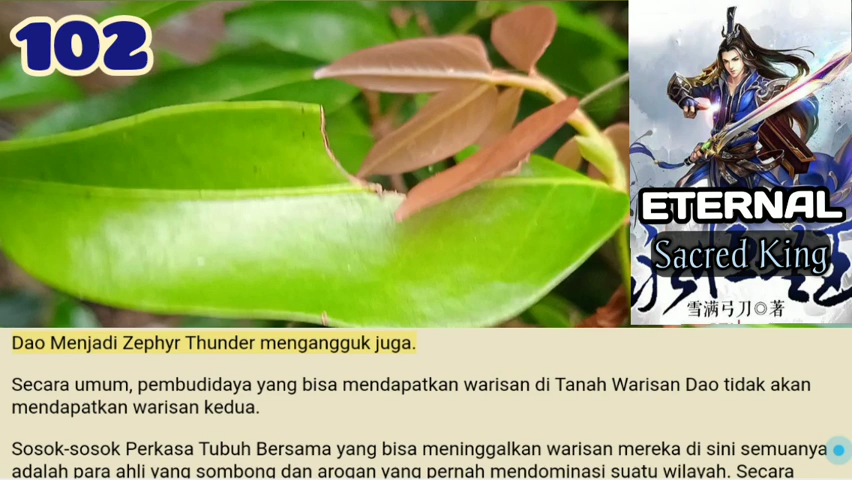 102
ETERNAL
Sacred King
雪满弓刀◎著
Dao Menjadi Zephyr Thunder mengangguk juga.
Secara umum, pembudidaya yang bisa mendapatkan warisan di Tanah Warisan Dao tidak akan
mendapatkan warisan kedua.
Sosok-sosok Perkasa Tubuh Bersama yang bisa meninggalkan warisan mereka di sini semuanya
adalah para ahli yang sombong dan arogan yang pernah mendominasi suatu wilayah. Secara